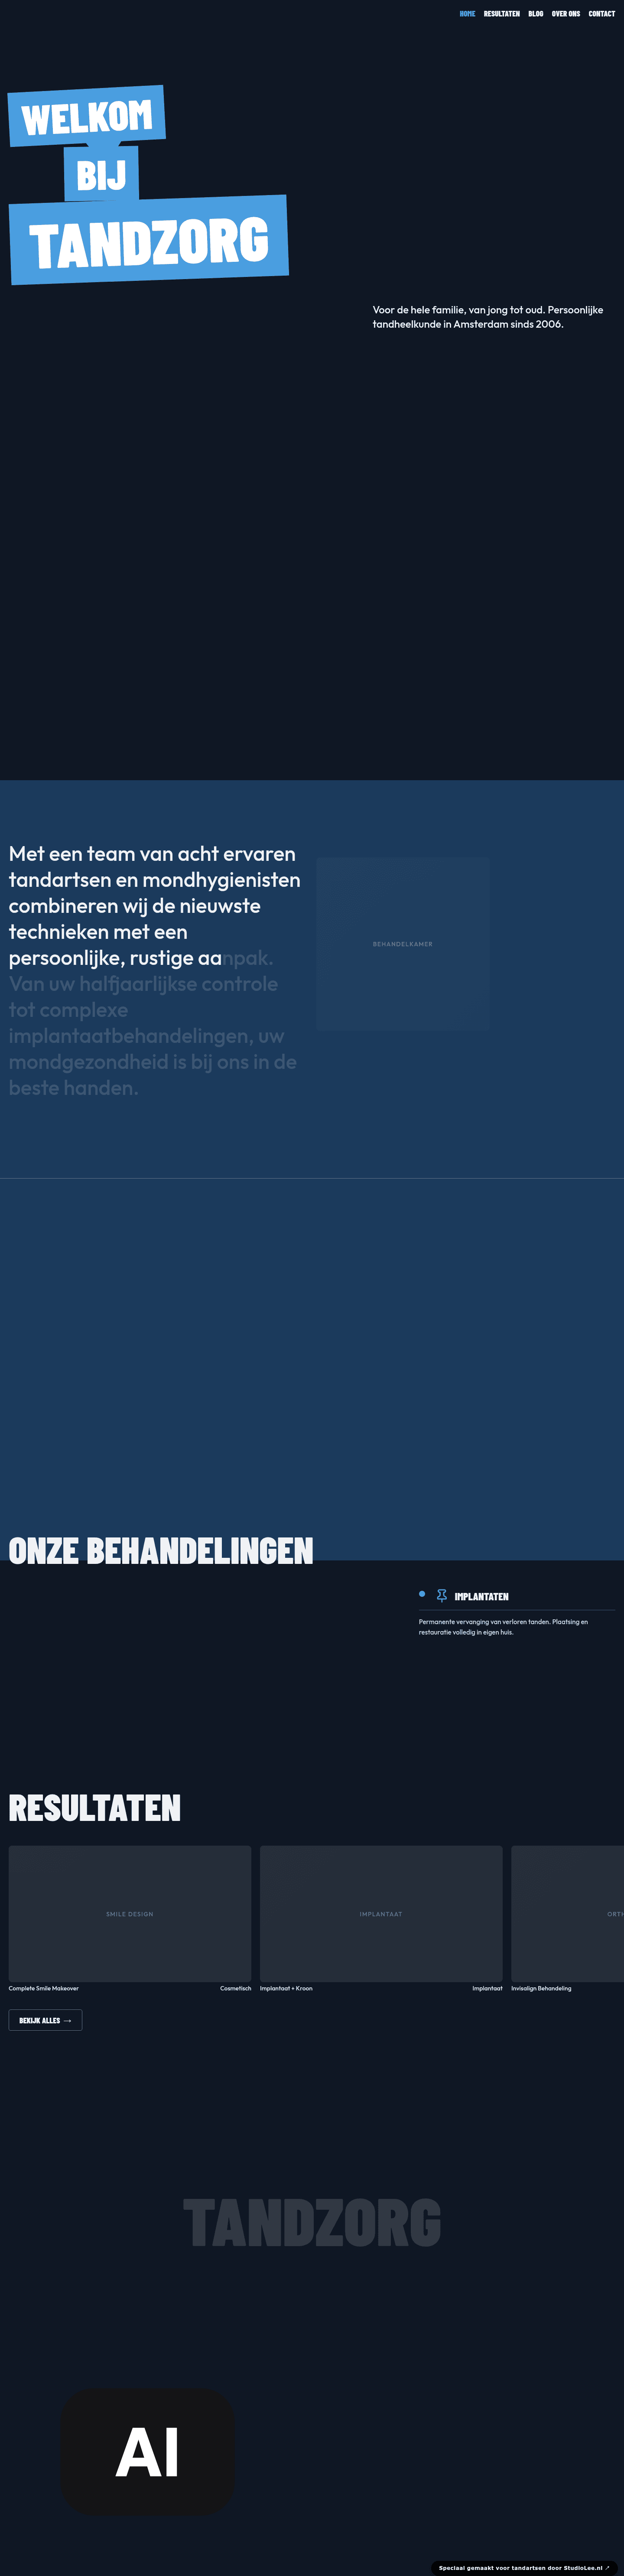 HOME RESULTATEN BLOG OVER ONS CONTACT
WELKOM
BIJ
TANDZORG
Voor de hele familie, van jong tot oud. Persoonlijke
tandheelkunde in Amsterdam sinds 2006.
Met een team van acht ervaren
tandartsen en mondhygienisten
combineren wij de nieuwste
technieken met een
persoonlijke, rustige aanpak.
Van uw halfjaarlijkse controle
tot complexe
implantaatbehandelingen, uw
mondgezondheid is bij ons in de
beste handen.
BEHANDELKAMER
ONZE BEHANDELINGEN
IMPLANTATEN
Permanente vervanging van verloren tanden. Plaatsing en
restauratie volledig in eigen huis.
RESULTATEN
SMILE DESIGN
IMPLANTAAT
ORTH
Complete Smile Makeover Cosmetisch
Implantaat + Kroon Implantaat
Invisalign Behandeling
BEKIJK ALLES →
TANDZORG
AI
Speciaal gemaakt voor tandartsen door StudioLee.nl ↗